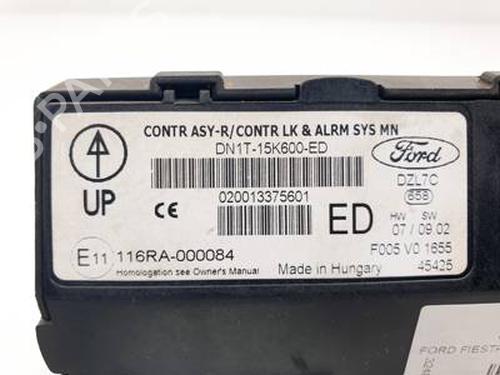 CONTR ASY-R/CONTR LK & ALRM SYS MN
DN1T-15K600-ED
Ford
UP
020013375601
DZL7C
658
CE
ED
HW SW
07 / 09.02
E11 116RA-000084
F005 V0 1655
Homologation see Owner's Manual
Made in Hungary
45425
FORD FIEST